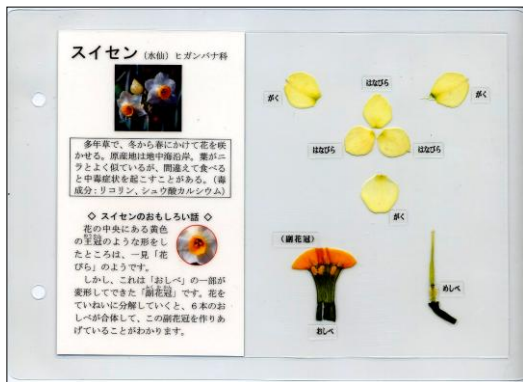 スイセン（水仙）ヒガンバナ科
多年草で、冬から春にかけて花を咲
かせる。原産地は地中海沿岸。葉がニ
ラとよく似ているが、間違えて食べる
と中毒症状を起こすことがある。（毒
成分：リコリン、シュウ酸カルシウム）
◇ スイセンのおもしろい話 ◇
花の中央にある黄色
の王冠のような形をし
たところは、一見「花
びら」のようです。
しかし、これは「おしべ」の一部が
変形してできた「副花冠」です。花を
ていねいに分解していくと、６本のお
しべが合体して、この副花冠を作りあ
げていることがわかります。
がく
はなびら
がく
はなびら
はなびら
がく
（副花冠）
おしべ
めしべ